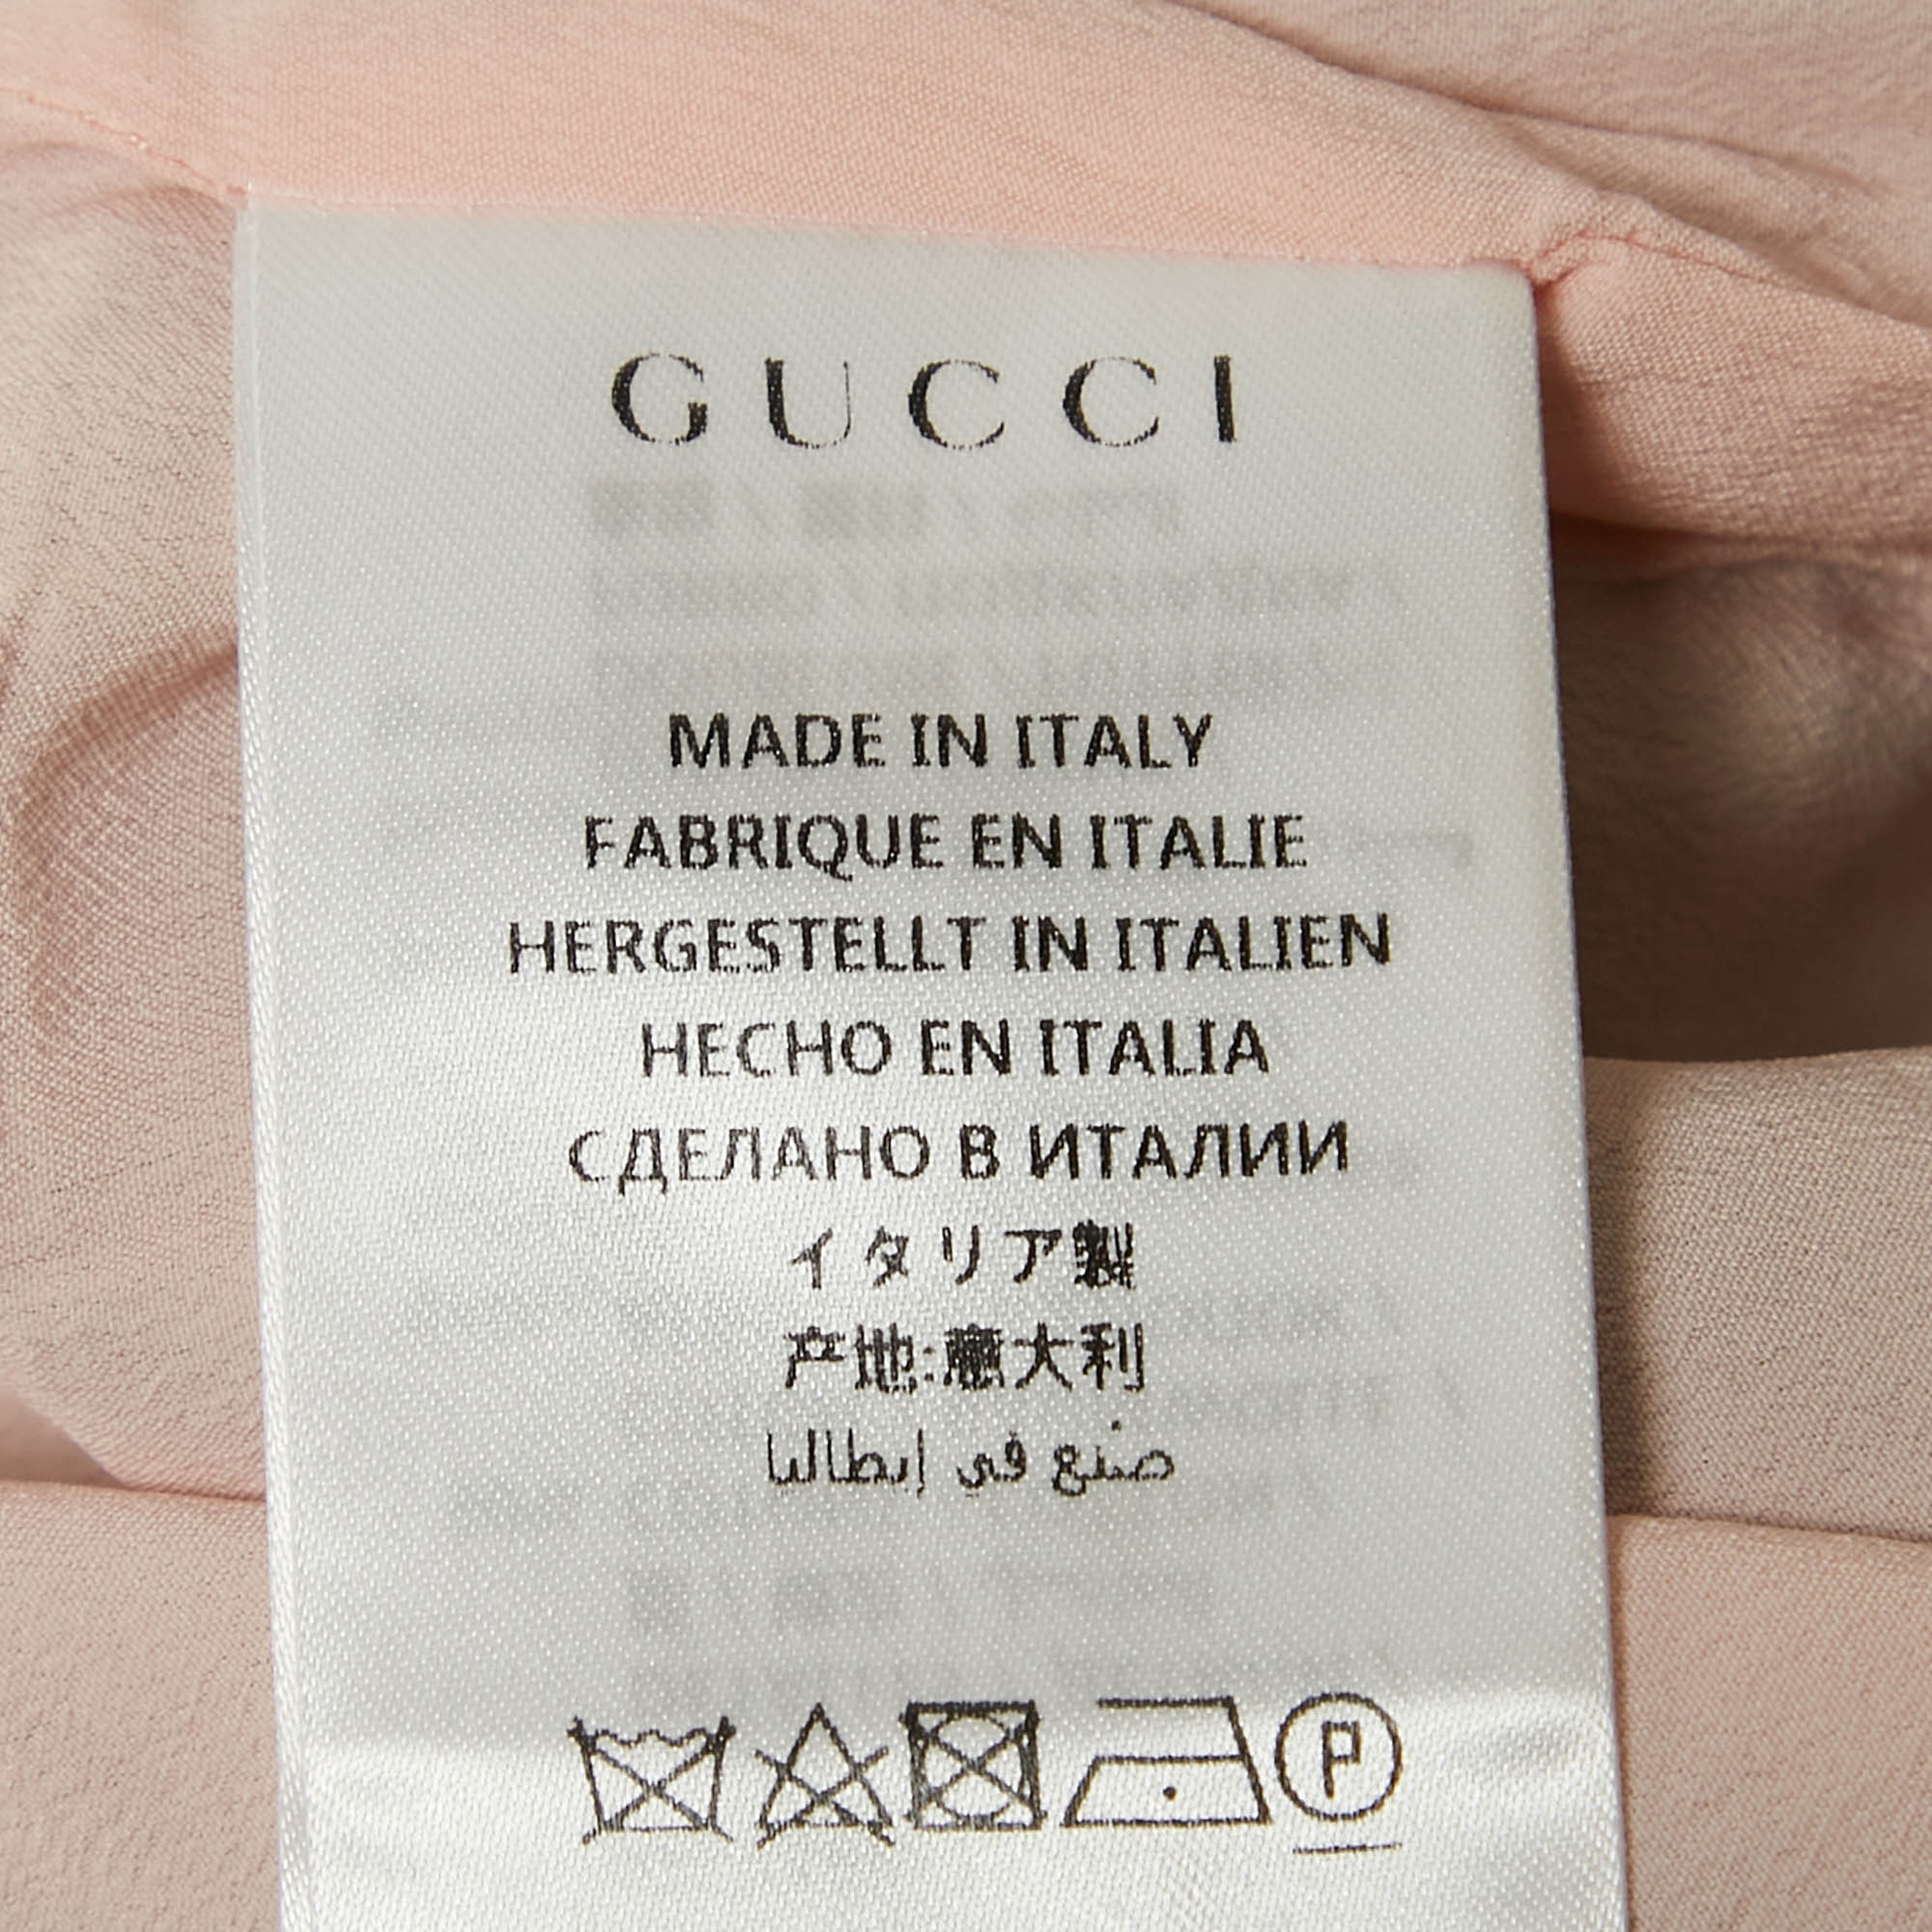 GUCCI
MADE IN ITALY
FABRIQUE EN ITALIE
HERGESTELLT IN ITALIEN
HECHO EN ITALIA
СДЕЛАНО В ИТАЛИИ
イタリア製
产地:意大利
صنع في إيطاليا
P